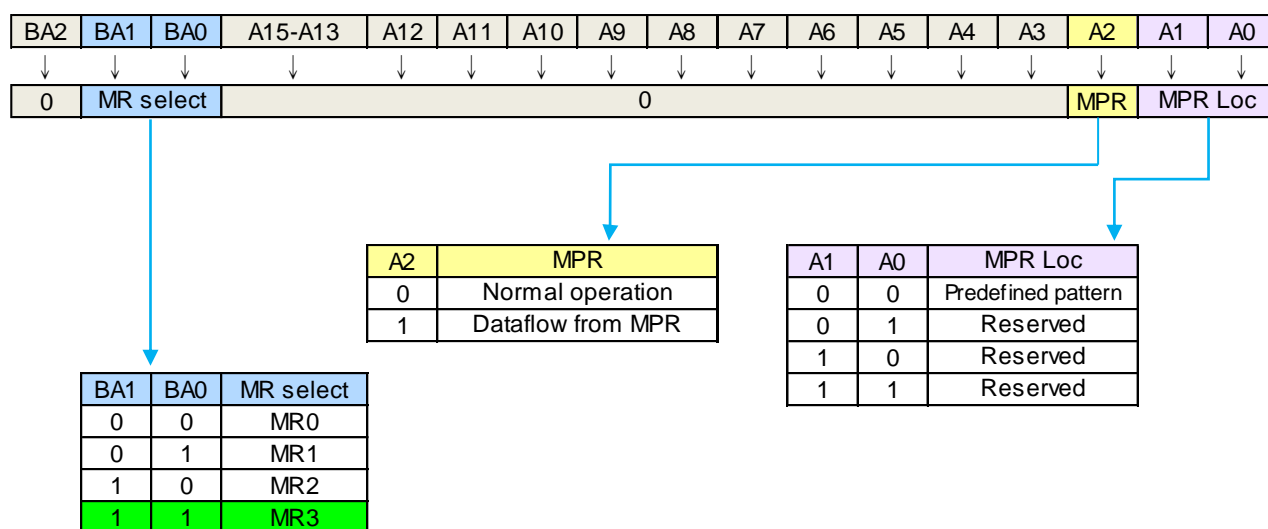 BA2 BA1 BA0 A15-A13 A12 A11 A10 A9 A8 A7 A6 A5 A4 A3 A2 A1 A0
0 MR select 0 MPR MPR Loc
A2 MPR
0 Normal operation
1 Dataflow from MPR
A1 A0 MPR Loc
0 0 Predefined pattern
0 1 Reserved
1 0 Reserved
1 1 Reserved
BA1 BA0 MR select
0 0 MR0
0 1 MR1
1 0 MR2
1 1 MR3